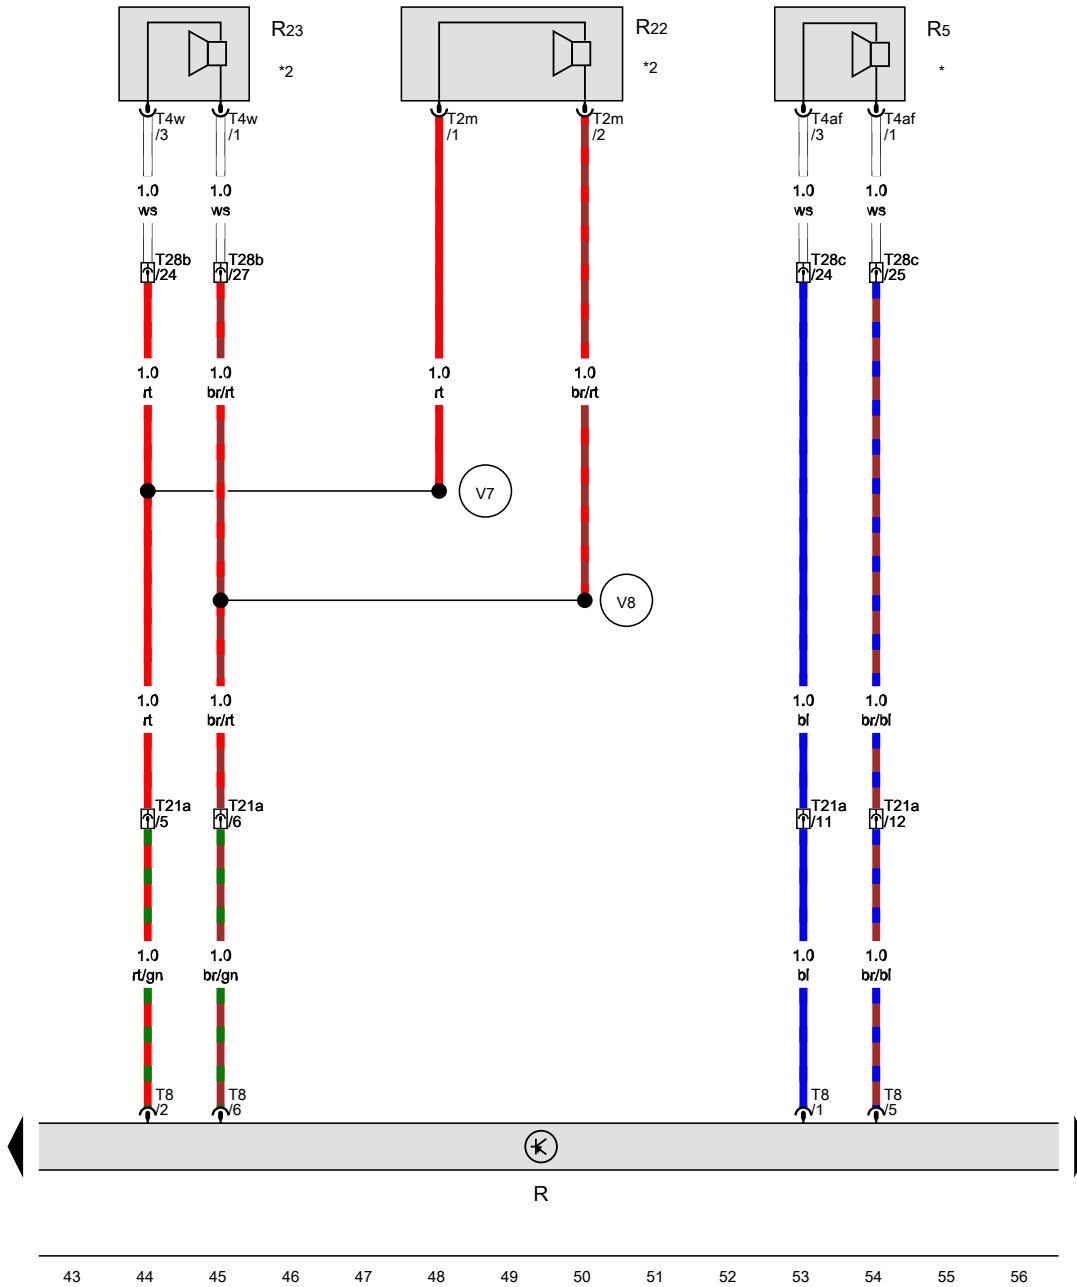 R23
*2
R22
*2
R5
*
T4w
/3
T4w
/1
T2m
/1
T2m
/2
T4af
/3
T4af
/1
1.0
ws
1.0
ws
1.0
ws
1.0
ws
T28b
/24
T28b
/27
T28c
/24
T28c
/25
1.0
rt
1.0
br/rt
1.0
rt
1.0
br/rt
V7
V8
1.0
rt
1.0
br/rt
1.0
bl
1.0
br/bl
T21a
/5
T21a
/6
T21a
/11
T21a
/12
1.0
rt/gn
1.0
br/gn
1.0
bl
1.0
br/bl
T8
/2
T8
/6
T8
/1
T8
/5
R
43 44 45 46 47 48 49 50 51 52 53 54 55 56